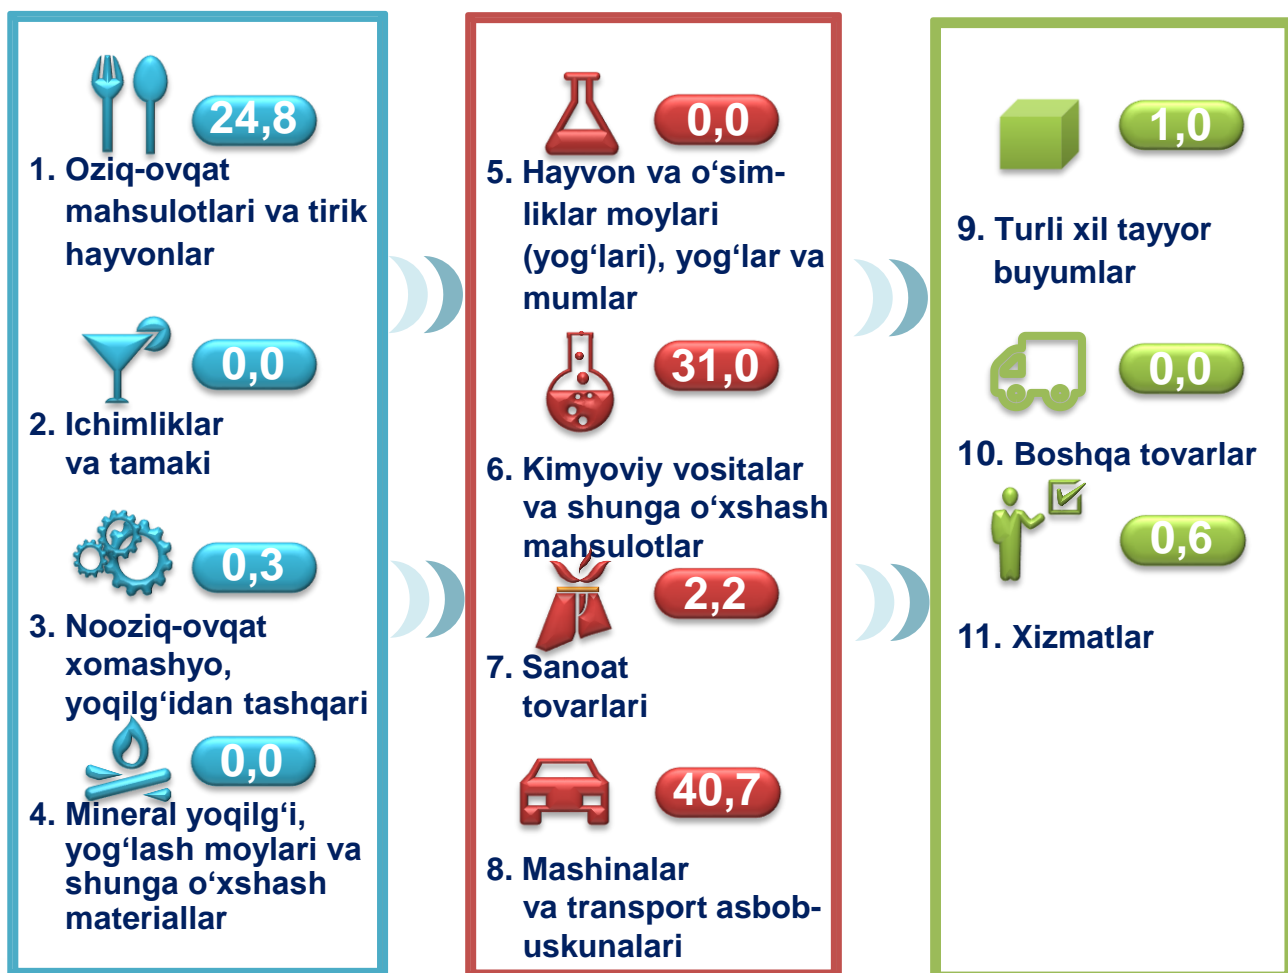 24,8
1. Oziq-ovqat
mahsulotlari va tirik
hayvonlar
0,0
2. Ichimliklar
va tamaki
0,3
3. Nooziq-ovqat
xomashyo,
yoqilg‘idan tashqari
0,0
4. Mineral yoqilg‘i,
yog‘lash moylari va
shunga o‘xshash
materiallar
0,0
5. Hayvon va o‘sim-
liklar moylari
(yog‘lari), yog‘lar va
mumlar
31,0
6. Kimyoviy vositalar
va shunga o‘xshash
mahsulotlar
2,2
7. Sanoat
tovarlari
40,7
8. Mashinalar
va transport asbob-
uskunalari
1,0
9. Turli xil tayyor
buyumlar
0,0
10. Boshqa tovarlar
0,6
11. Xizmatlar